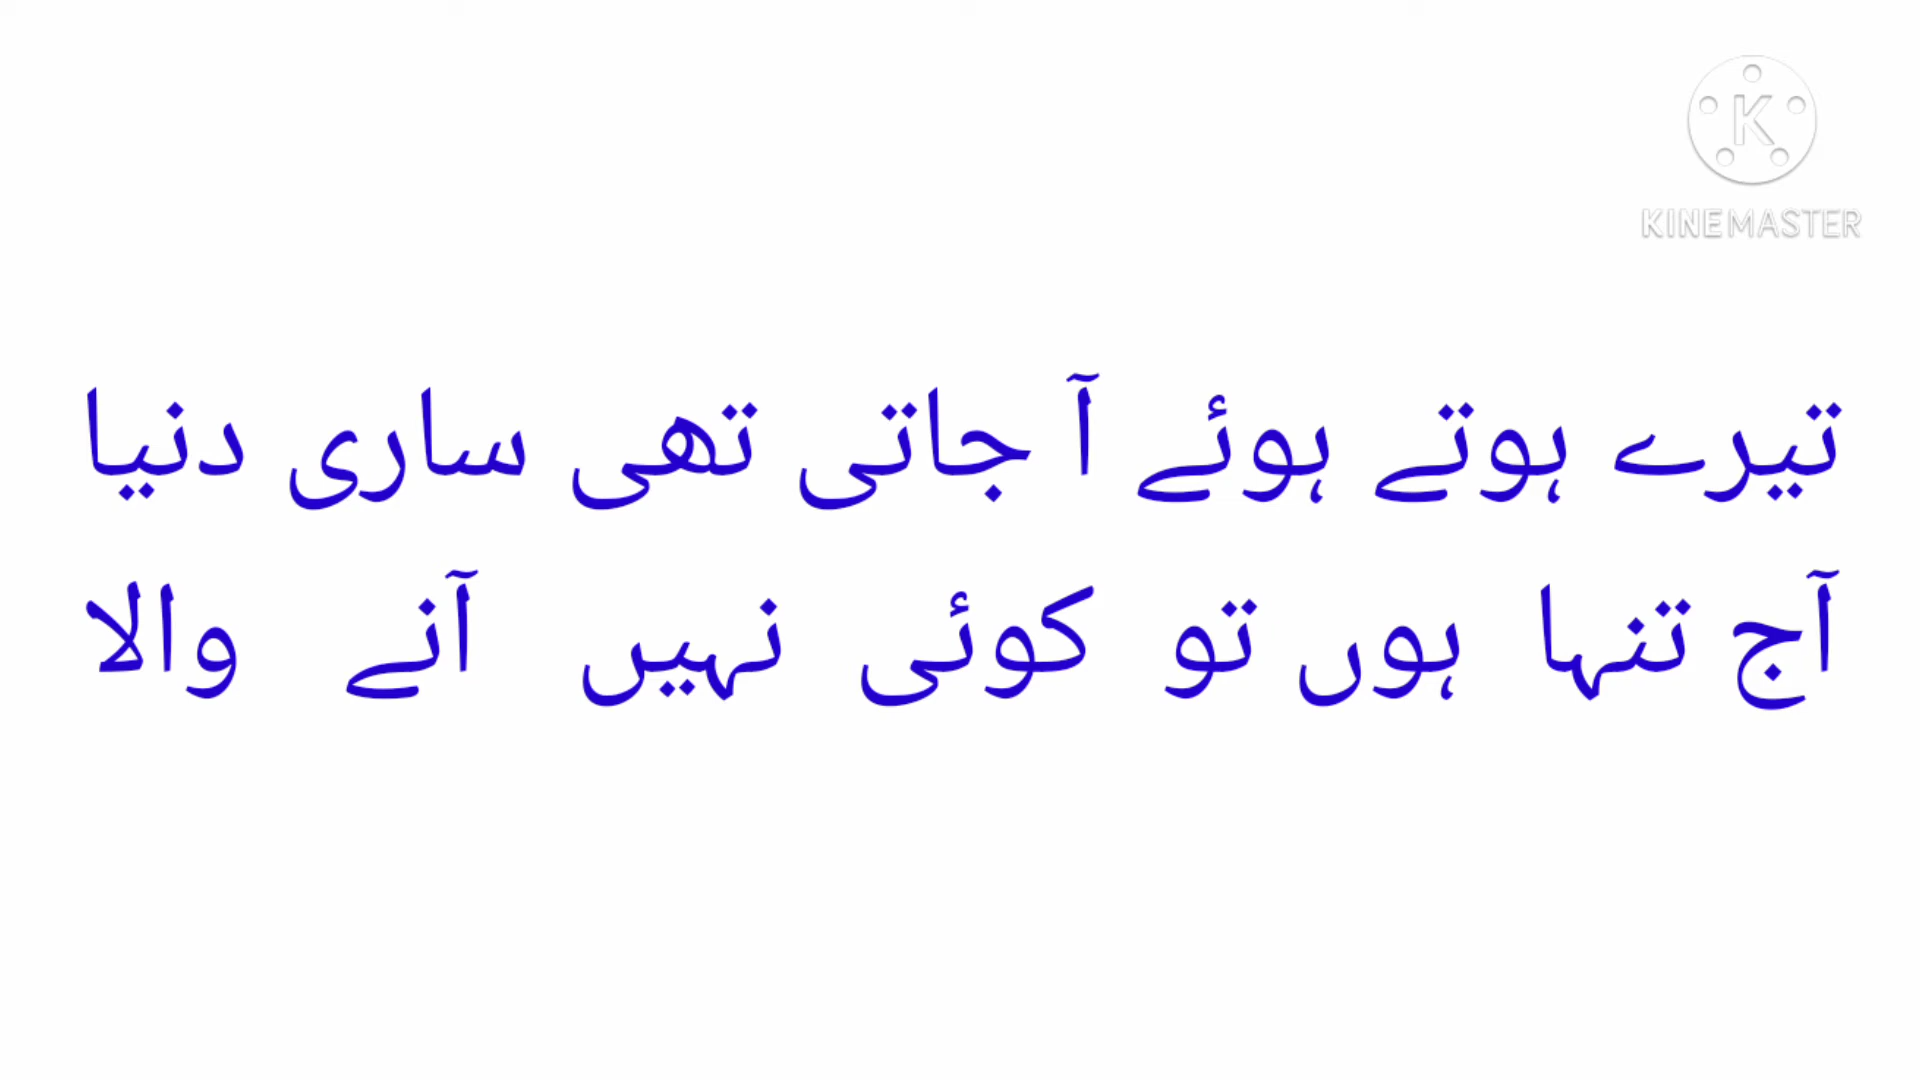 KINEMASTER
تیرے ہوتے ہوئے آ جاتی تھی ساری دنیا
آج تنہا ہوں تو کوئی نہیں آنے والا